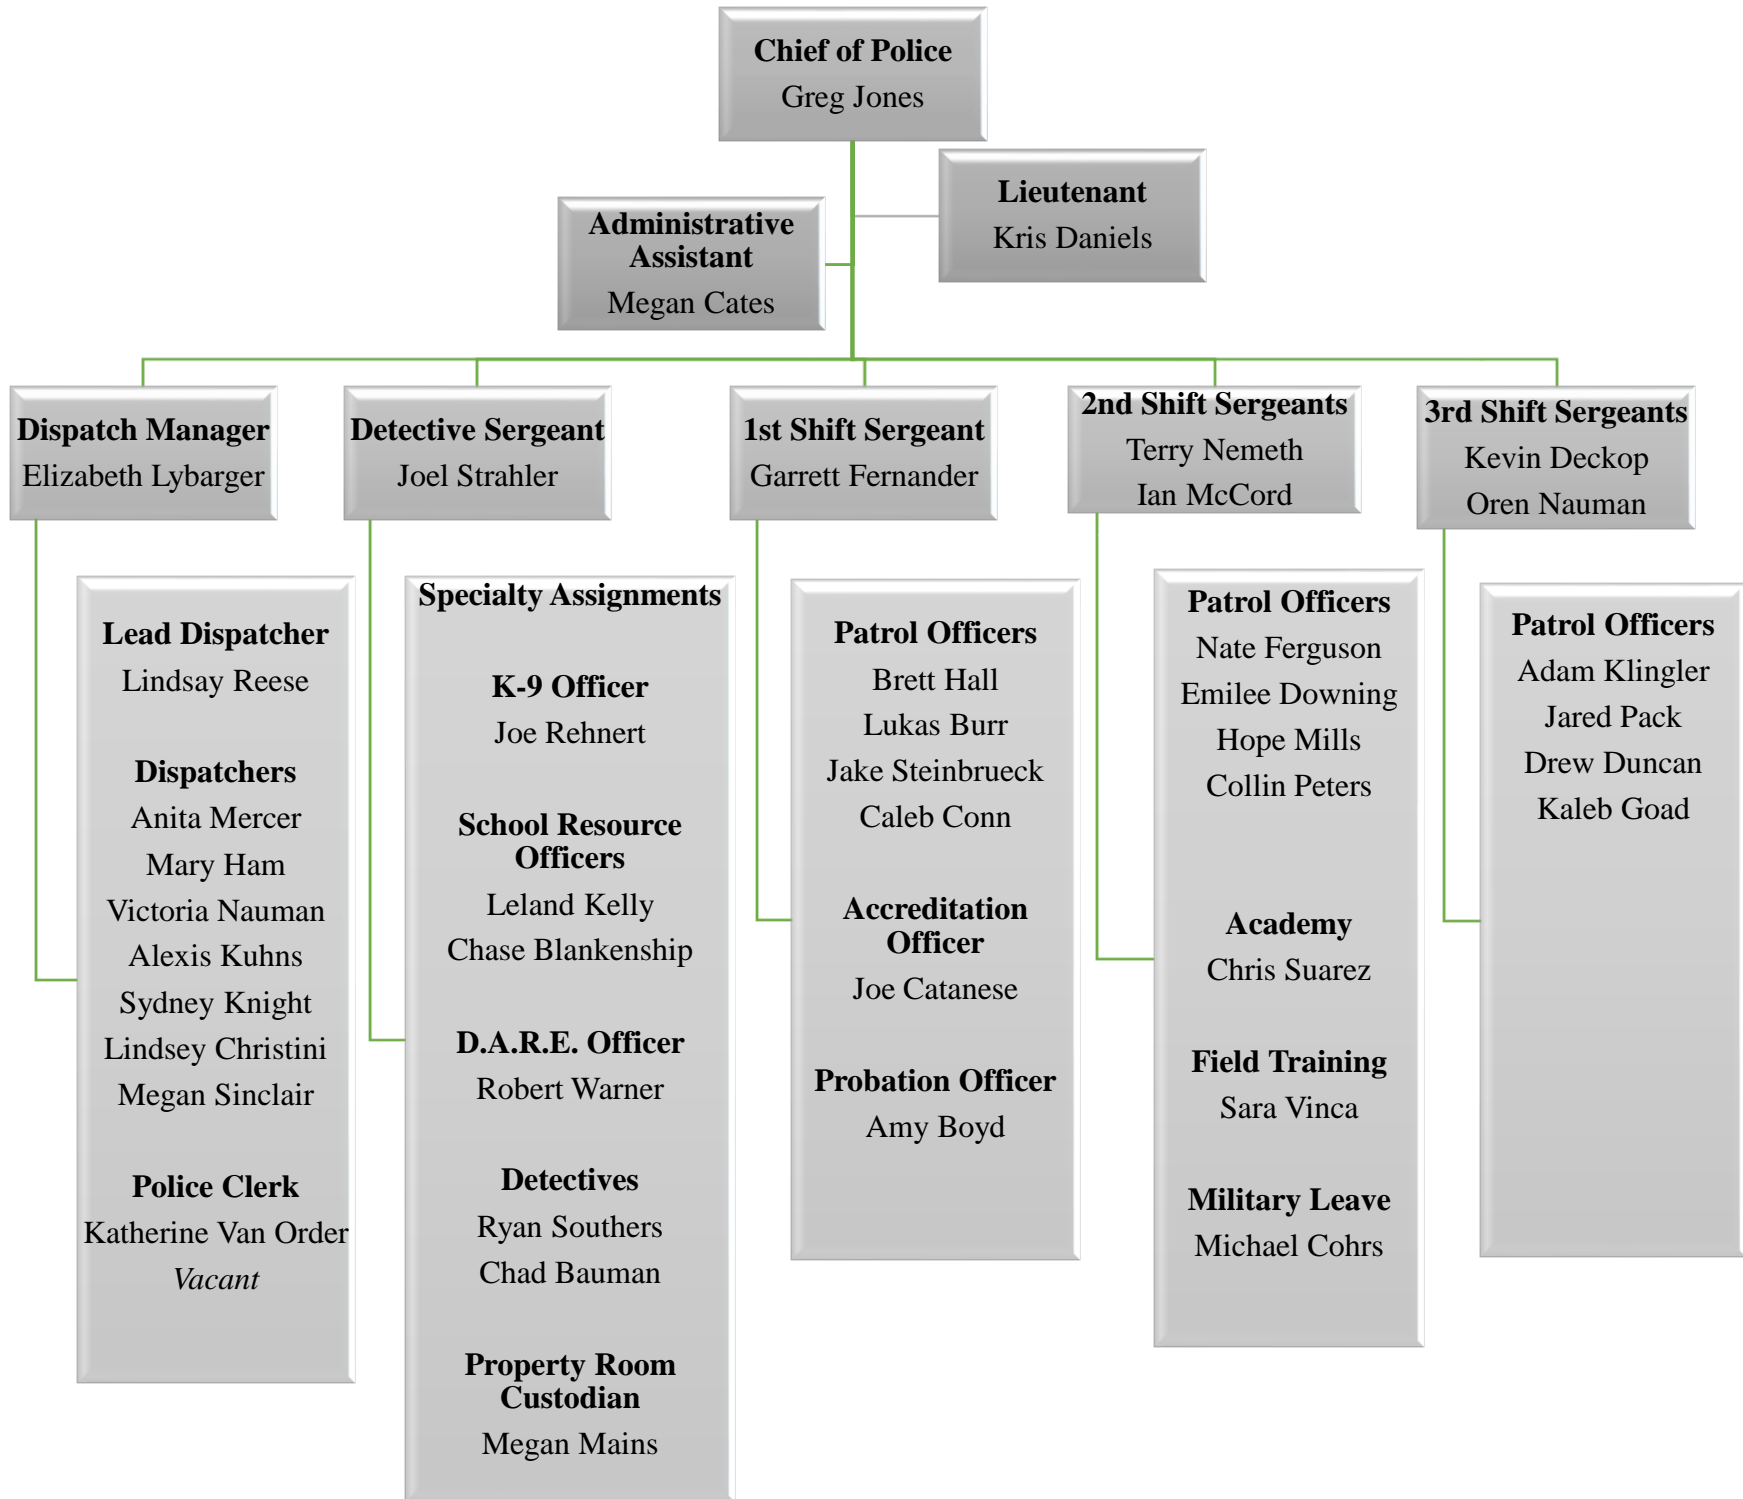 Chief of Police
Greg Jones
Lieutenant
Kris Daniels
Administrative
Assistant
Megan Cates
Dispatch Manager
Elizabeth Lybarger
Detective Sergeant
Joel Strahler
1st Shift Sergeant
Garrett Fernander
2nd Shift Sergeants
Terry Nemeth
Ian McCord
3rd Shift Sergeants
Kevin Deckop
Oren Nauman
Lead Dispatcher
Lindsay Reese
Dispatchers
Anita Mercer
Mary Ham
Victoria Nauman
Alexis Kuhns
Sydney Knight
Lindsey Christini
Megan Sinclair
Police Clerk
Katherine Van Order
Vacant
Specialty Assignments
K-9 Officer
Joe Rehnert
School Resource
Officers
Leland Kelly
Chase Blankenship
D.A.R.E. Officer
Robert Warner
Detectives
Ryan Southers
Chad Bauman
Property Room
Custodian
Megan Mains
Patrol Officers
Brett Hall
Lukas Burr
Jake Steinbrueck
Caleb Conn
Accreditation
Officer
Joe Catanese
Probation Officer
Amy Boyd
Patrol Officers
Nate Ferguson
Emilee Downing
Hope Mills
Collin Peters
Academy
Chris Suarez
Field Training
Sara Vinca
Military Leave
Michael Cohrs
Patrol Officers
Adam Klingler
Jared Pack
Drew Duncan
Kaleb Goad